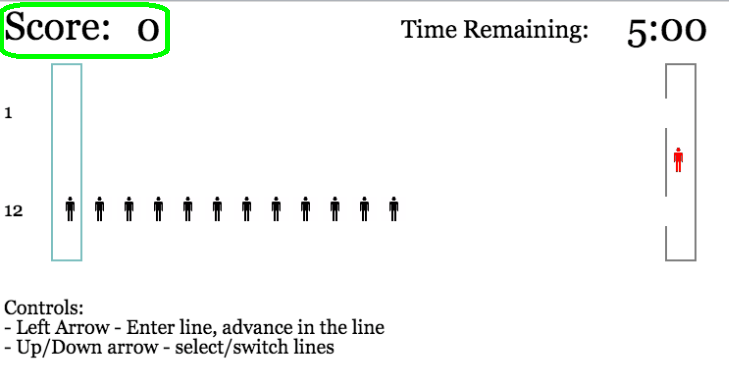 Score: 0
Time Remaining: 5:00
1
12
Controls:
- Left Arrow - Enter line, advance in the line
- Up/Down arrow - select/switch lines